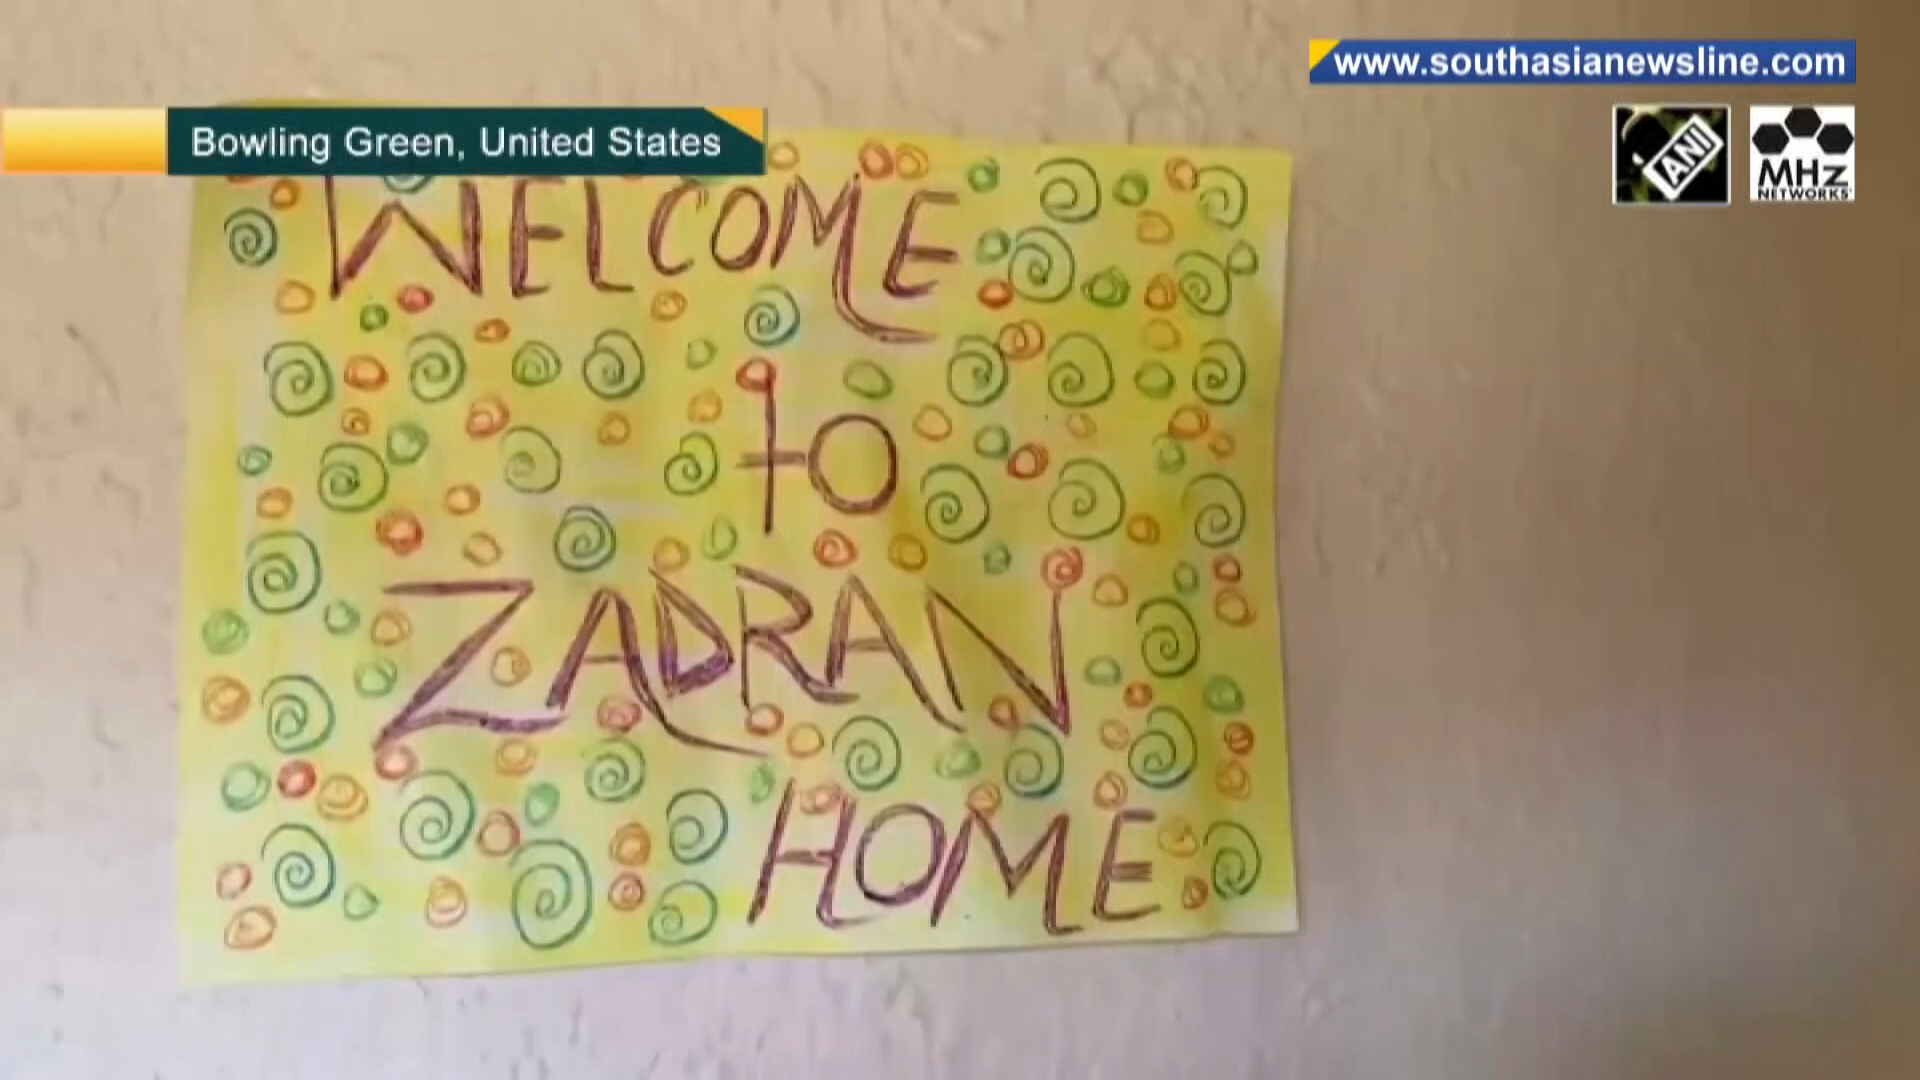 www.southasianewsline.com
Bowling Green, United States
ANI
MHz
NETWORKS
WELCOME
to
ZADRAN
HOME